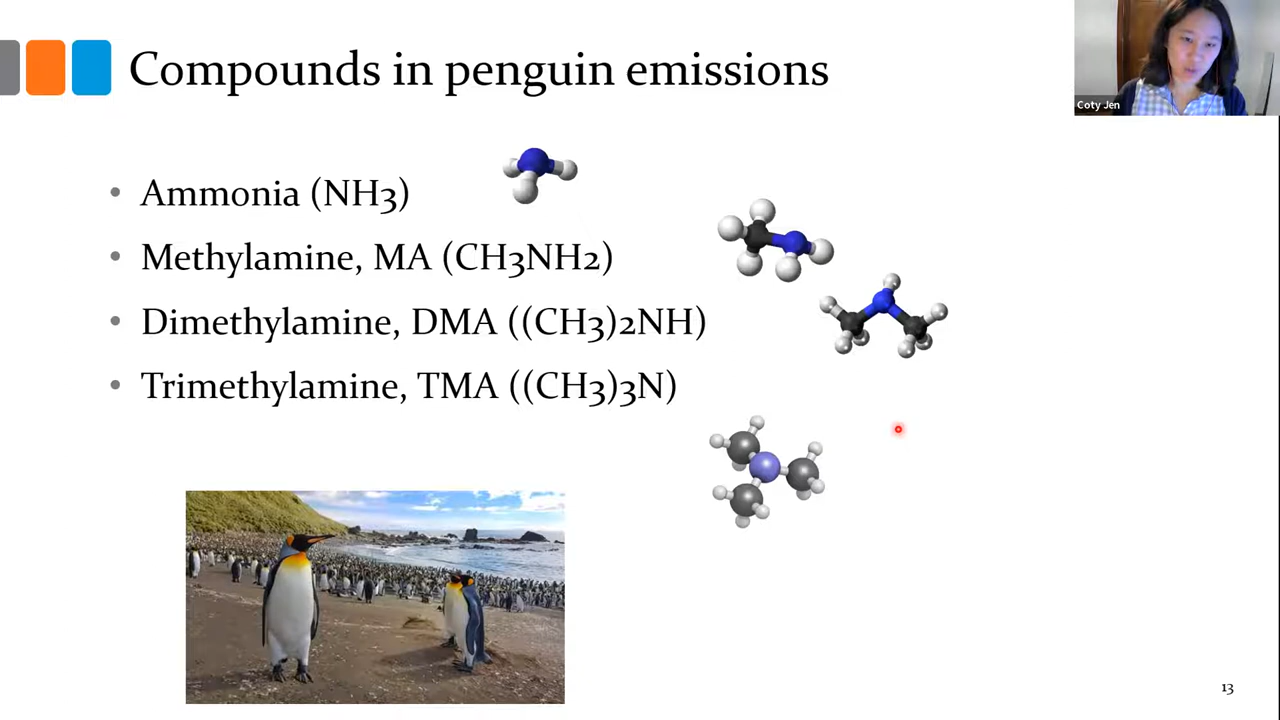 Compounds in penguin emissions
Coty Jen
• Ammonia (NH3)
• Methylamine, MA (CH3NH2)
• Dimethylamine, DMA ((CH3)2NH)
• Trimethylamine, TMA ((CH3)3N)
13